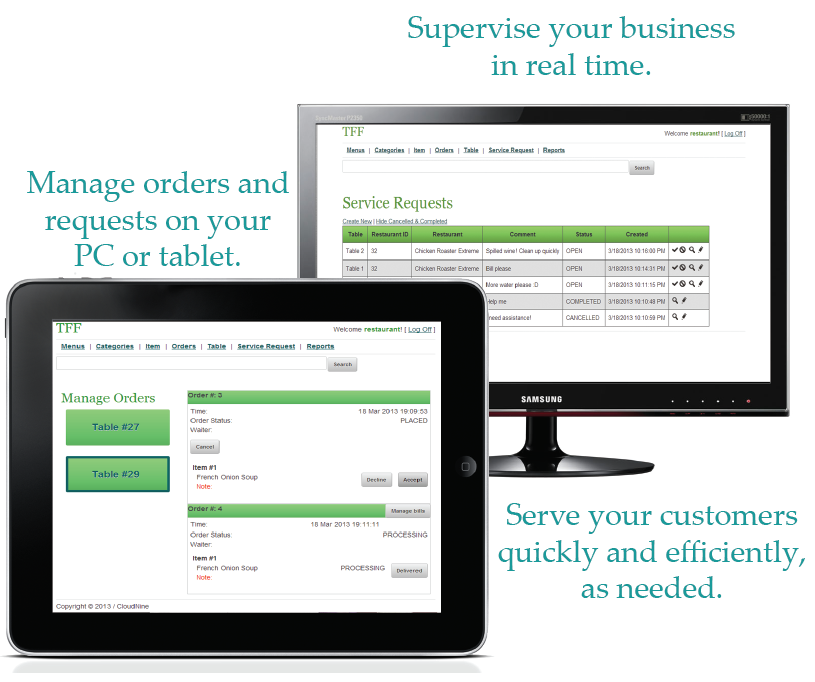 Supervise your business
in real time.
Manage orders and
requests on your
PC or tablet.
TFF
Welcome restaurant! [ Log Off ]
Menus | Categories | Item | Orders | Table | Service Request | Reports
Search
Service Requests
Create New | Hide Cancelled & Completed
Table Restaurant ID Restaurant Comment Status Created
Table 2 32 Chicken Roaster Extreme Spilled wine! Clean up quickly OPEN 3/18/2013 10:16:00 PM
Table 1 32 Chicken Roaster Extreme Bill please OPEN 3/18/2013 10:14:31 PM
More water please :D OPEN 3/18/2013 10:11:15 PM
Help me COMPLETED 3/18/2013 10:10:48 PM
need assistance! CANCELLED 3/18/2013 10:10:59 PM
SAMSUNG
TFF
Welcome restaurant! [ Log Off ]
Menus | Categories | Item | Orders | Table | Service Request | Reports
Search
Manage Orders
Table #27
Table #29
Order #: 3
Time: 18 Mar 2013 19:09:53
Order Status: PLACED
Waiter:
Cancel
Item #1
French Onion Soup
Decline Accept
Note:
Order #: 4 Manage bills
Time: 18 Mar 2013 19:11:11
Order Status: PROCESSING
Waiter:
Item #1
French Onion Soup PROCESSING Delivered
Note:
Copyright © 2013 / CloudNine
Serve your customers
quickly and efficiently,
as needed.